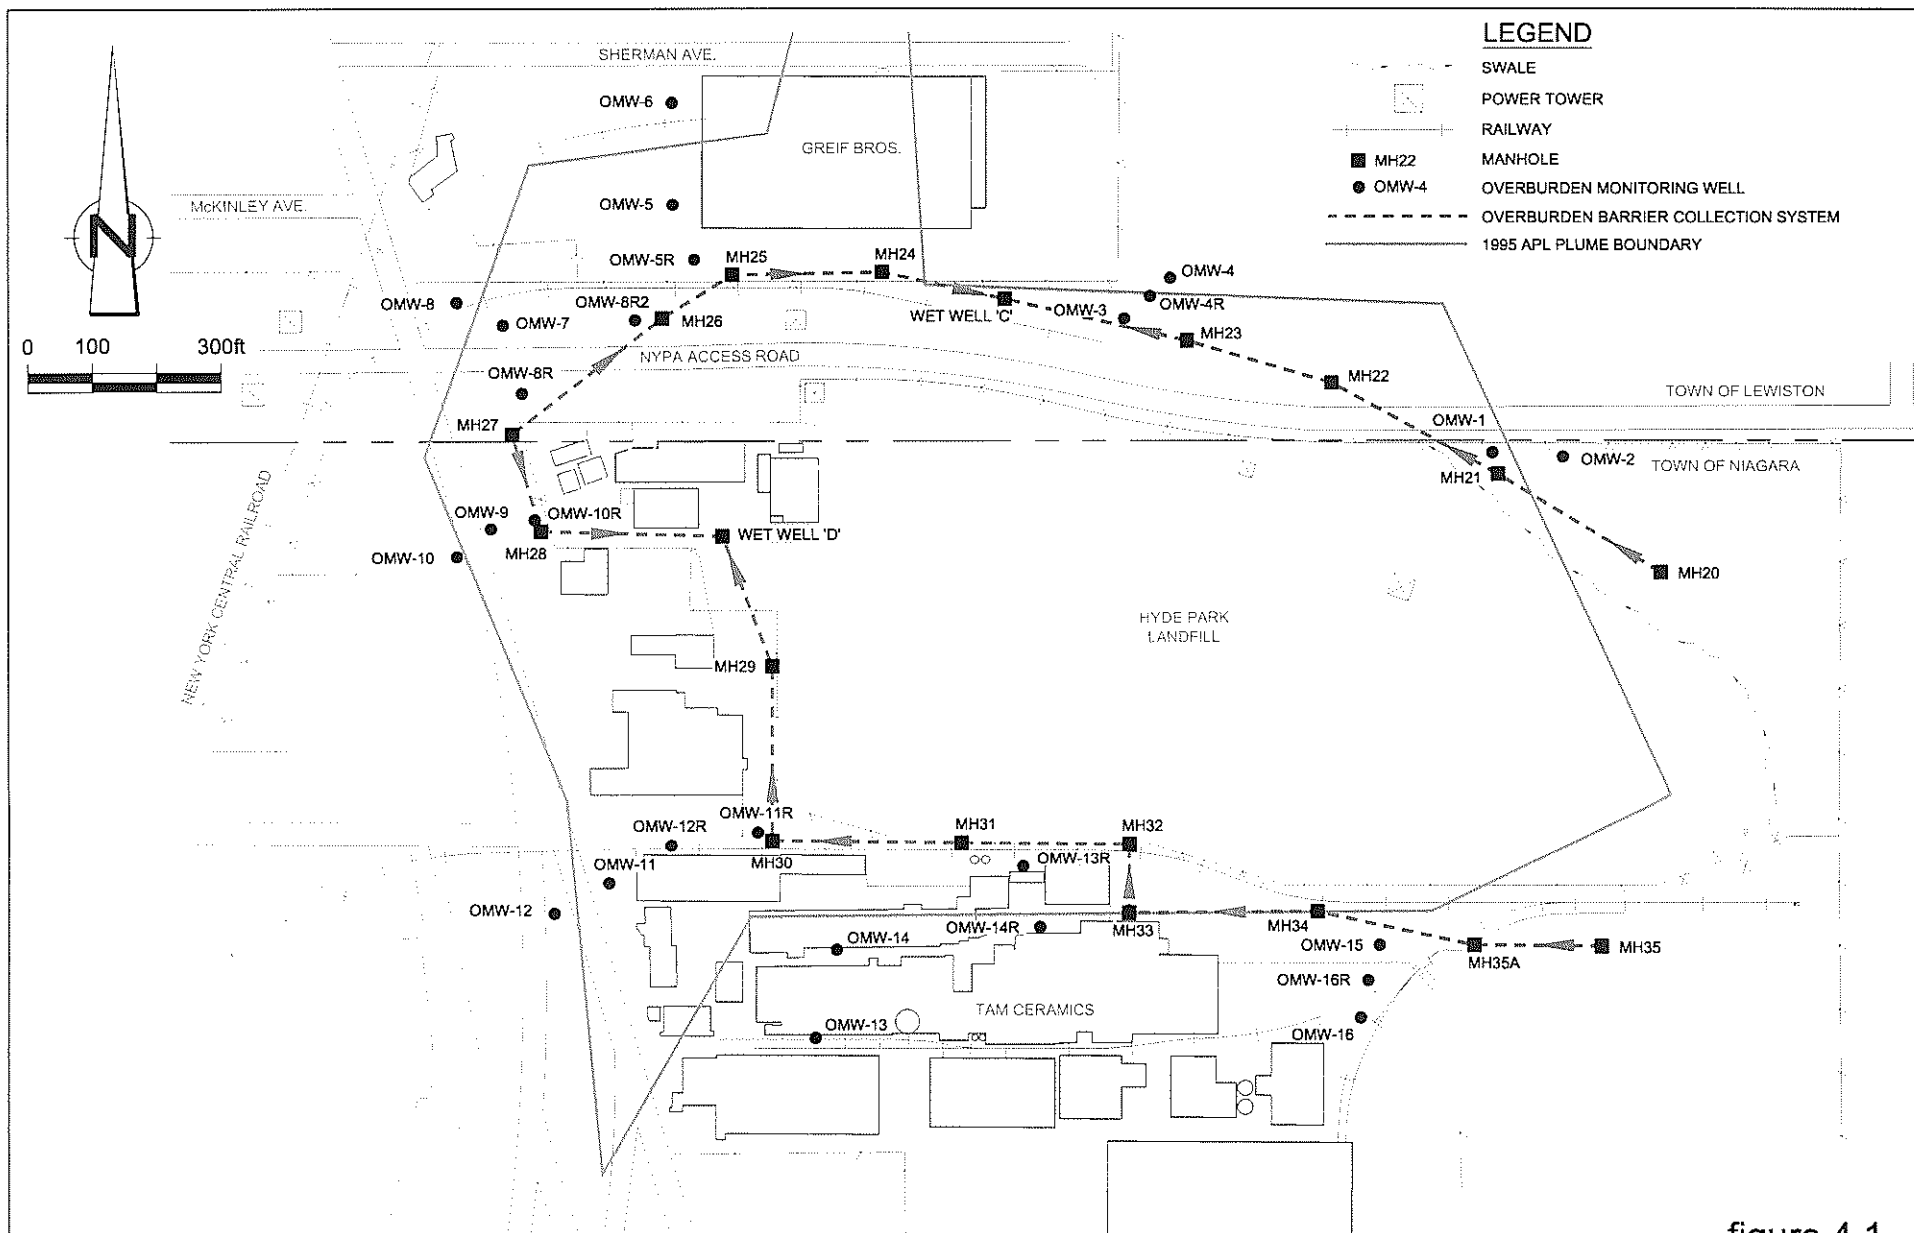 LEGEND
SWALE
POWER TOWER
RAILWAY
MH22 MANHOLE
OMW-4 OVERBURDEN MONITORING WELL
OVERBURDEN BARRIER COLLECTION SYSTEM
1995 APL PLUME BOUNDARY
SHERMAN AVE.
OMW-6
GREIF BROS.
McKINLEY AVE.
OMW-5
N
OMW-5R
MH25
MH24
OMW-4
OMW-8
OMW-8R2
OMW-4R
OMW-7
MH26
WET WELL 'C'
OMW-3
MH23
0 100 300ft
NYPA ACCESS ROAD
OMW-8R
MH22
TOWN OF LEWISTON
MH27
OMW-1
OMW-2
TOWN OF NIAGARA
MH21
NEW YORK CENTRAL RAILROAD
OMW-9
OMW-10R
WET WELL 'D'
MH28
OMW-10
MH20
HYDE PARK
LANDFILL
MH29
OMW-11R
OMW-12R
MH31
MH32
MH30
OMW-13R
OMW-11
OMW-12
OMW-14
OMW-14R
MH33
MH34
OMW-15
MH35A
MH35
OMW-16R
TAM CERAMICS
OMW-13
OMW-16
figure 4.1